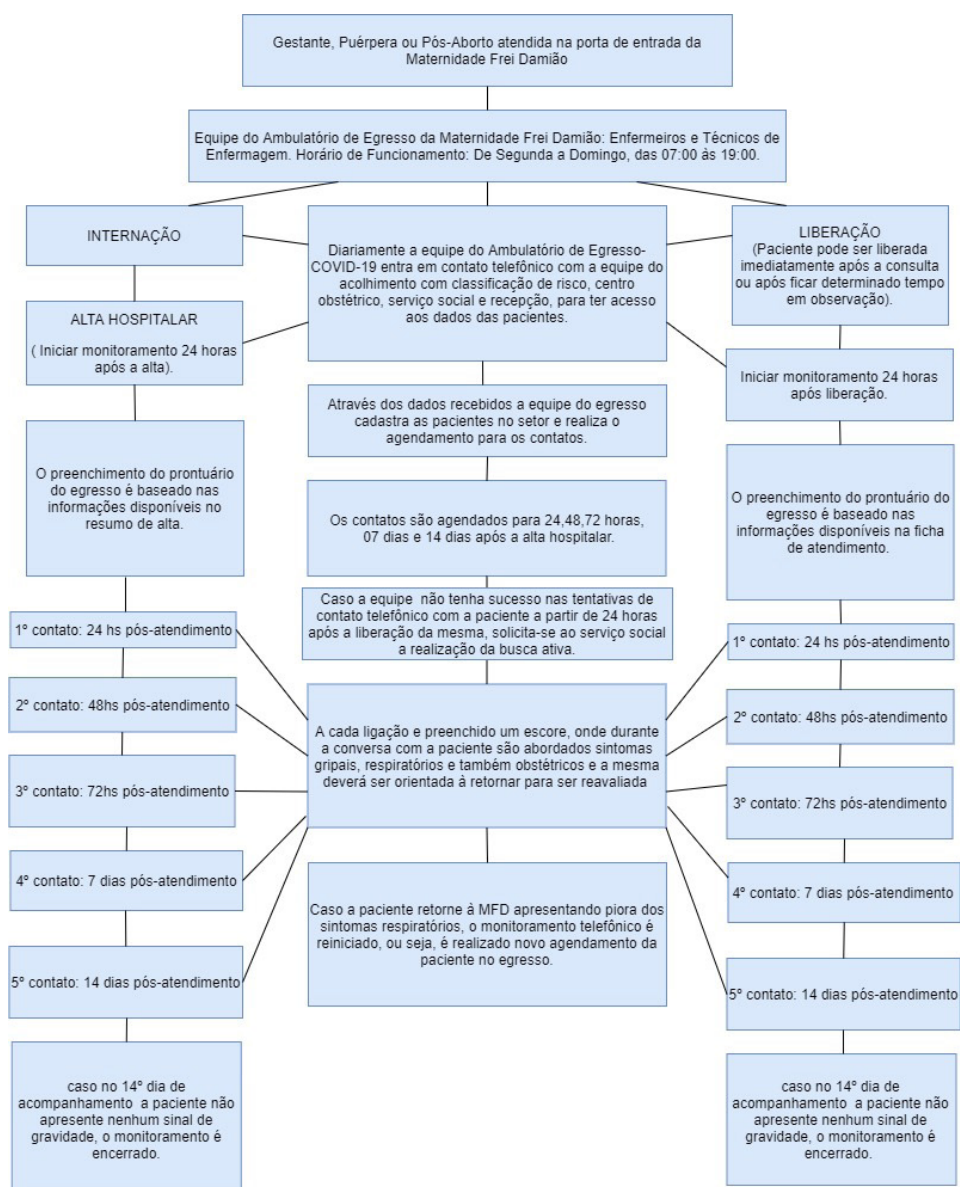 Gestante, Puérpera ou Pós-Aborto atendida na porta de entrada da
Maternidade Frei Damião
Equipe do Ambulatório de Egresso da Maternidade Frei Damião: Enfermeiros e Técnicos de
Enfermagem. Horário de Funcionamento: De Segunda a Domingo, das 07:00 às 19:00.
INTERNAÇÃO
ALTA HOSPITALAR
( Iniciar monitoramento 24 horas
após a alta).
O preenchimento do prontuário
do egresso é baseado nas
informações disponíveis no
resumo de alta.
1º contato: 24 hs pós-atendimento
2º contato: 48hs pós-atendimento
3º contato: 72hs pós-atendimento
4º contato: 7 dias pós-atendimento
5º contato: 14 dias pós-atendimento
caso no 14º dia de
acompanhamento a paciente não
apresente nenhum sinal de
gravidade, o monitoramento é
encerrado.
Diariamente a equipe do Ambulatório de Egresso-
COVID-19 entra em contato telefônico com a equipe do
acolhimento com classificação de risco, centro
obstétrico, serviço social e recepção, para ter acesso
aos dados das pacientes.
Através dos dados recebidos a equipe do egresso
cadastra as pacientes no setor e realiza o
agendamento para os contatos.
Os contatos são agendados para 24,48,72 horas,
07 dias e 14 dias após a alta hospitalar.
Caso a equipe não tenha sucesso nas tentativas de
contato telefônico com a paciente a partir de 24 horas
após a liberação da mesma, solicita-se ao serviço social
a realização da busca ativa.
A cada ligação e preenchido um escore, onde durante
a conversa com a paciente são abordados sintomas
gripais, respiratórios e também obstétricos e a mesma
deverá ser orientada à retornar para ser reavaliada
Caso a paciente retorne à MFD apresentando piora dos
sintomas respiratórios, o monitoramento telefônico é
reiniciado, ou seja, é realizado novo agendamento da
paciente no egresso.
LIBERAÇÃO
(Paciente pode ser liberada
imediatamente após a consulta
ou após ficar determinado tempo
em observação).
Iniciar monitoramento 24 horas
após liberação.
O preenchimento do prontuário do
egresso é baseado nas
informações disponíveis na ficha
de atendimento.
1º contato: 24 hs pós-atendimento
2º contato: 48hs pós-atendimento
3º contato: 72hs pós-atendimento
4º contato: 7 dias pós-atendimento
5º contato: 14 dias pós-atendimento
caso no 14º dia de
acompanhamento a paciente não
apresente nenhum sinal de
gravidade, o monitoramento é
encerrado.